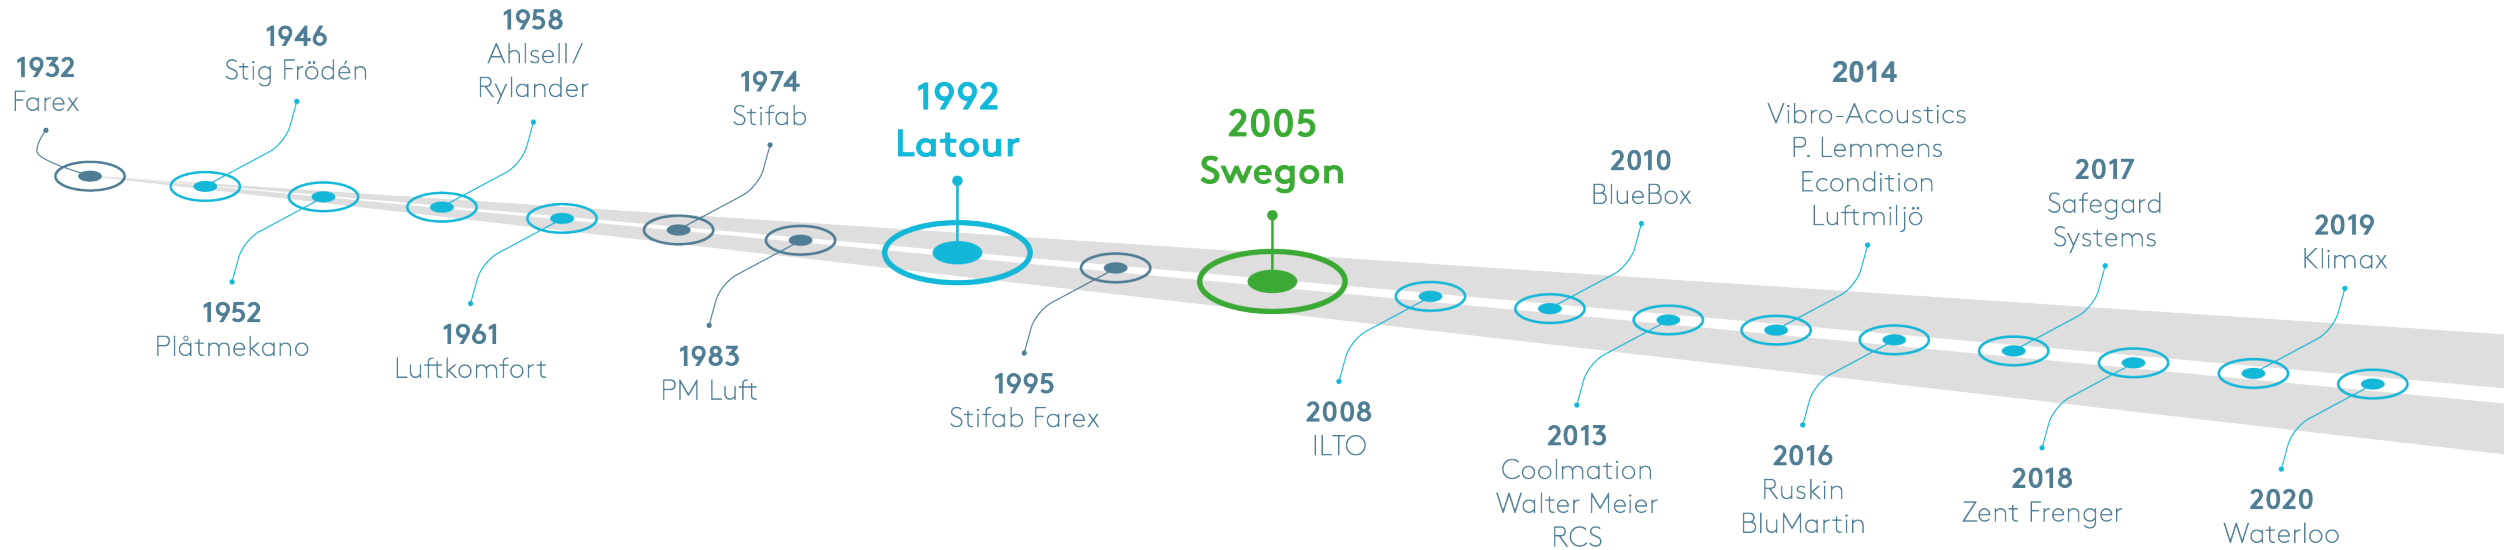 1932
Farex
1946
Stig Frödén
1952
Plåtmekano
1958
Ahlsell/
Rylander
1961
Luftkomfort
1974
Stifab
1983
PM Luft
1992
Latour
1995
Stifab Farex
2005
Swegon
2008
ILTO
2010
BlueBox
2013
Coolmation
Walter Meier
RCS
2014
Vibro-Acoustics
P. Lemmens
Econdition
Luftmiljö
2016
Ruskin
BluMartin
2017
Safegard
Systems
2018
Zent Frenger
2019
Klimax
2020
Waterloo